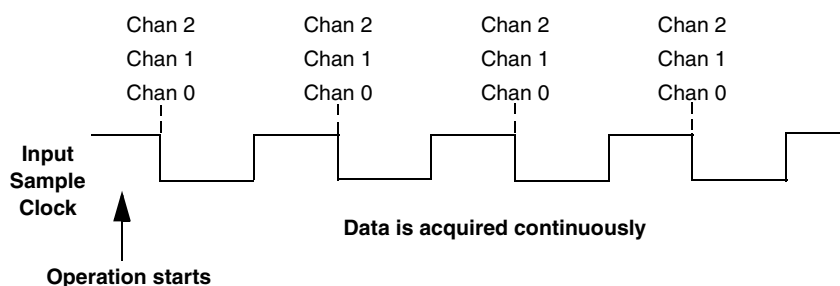 Chan 2 Chan 2 Chan 2 Chan 2
Chan 1 Chan 1 Chan 1 Chan 1
Chan 0 Chan 0 Chan 0 Chan 0
Input
Sample
Clock
Data is acquired continuously
Operation starts